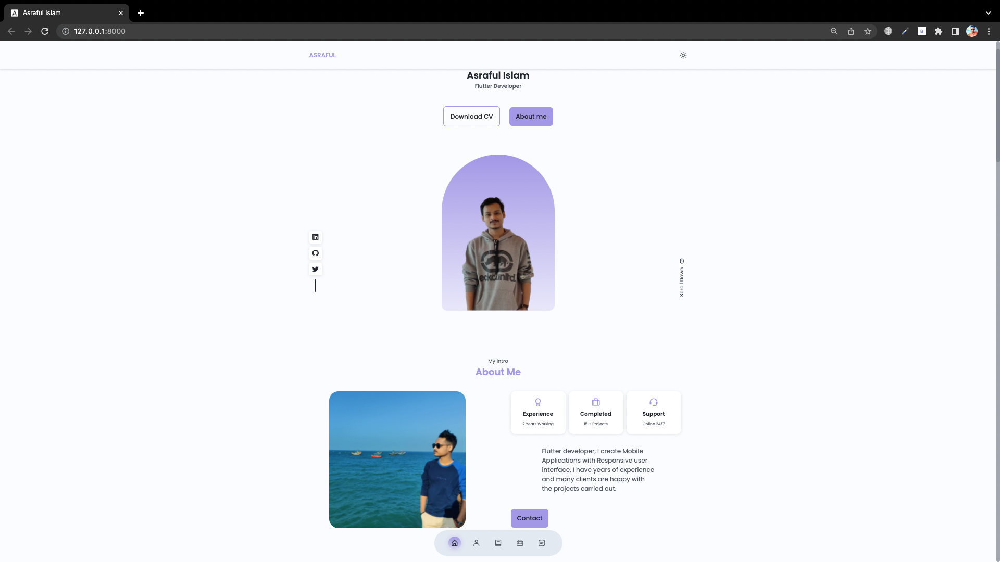 Asraful Islam
127.0.0.1:8000
B
ASRAFUL
Asraful Islam
Flutter Developer
Download CV
About me
ecko unltd.
Scroll Down
My Intro
About Me
Experience
2 Years Working
Completed
15 + Projects
Support
Online 24/7
Flutter developer, I create Mobile
Applications with Responsive user
interface, I have years of experience
and many clients are happy with
the projects carried out.
Contact